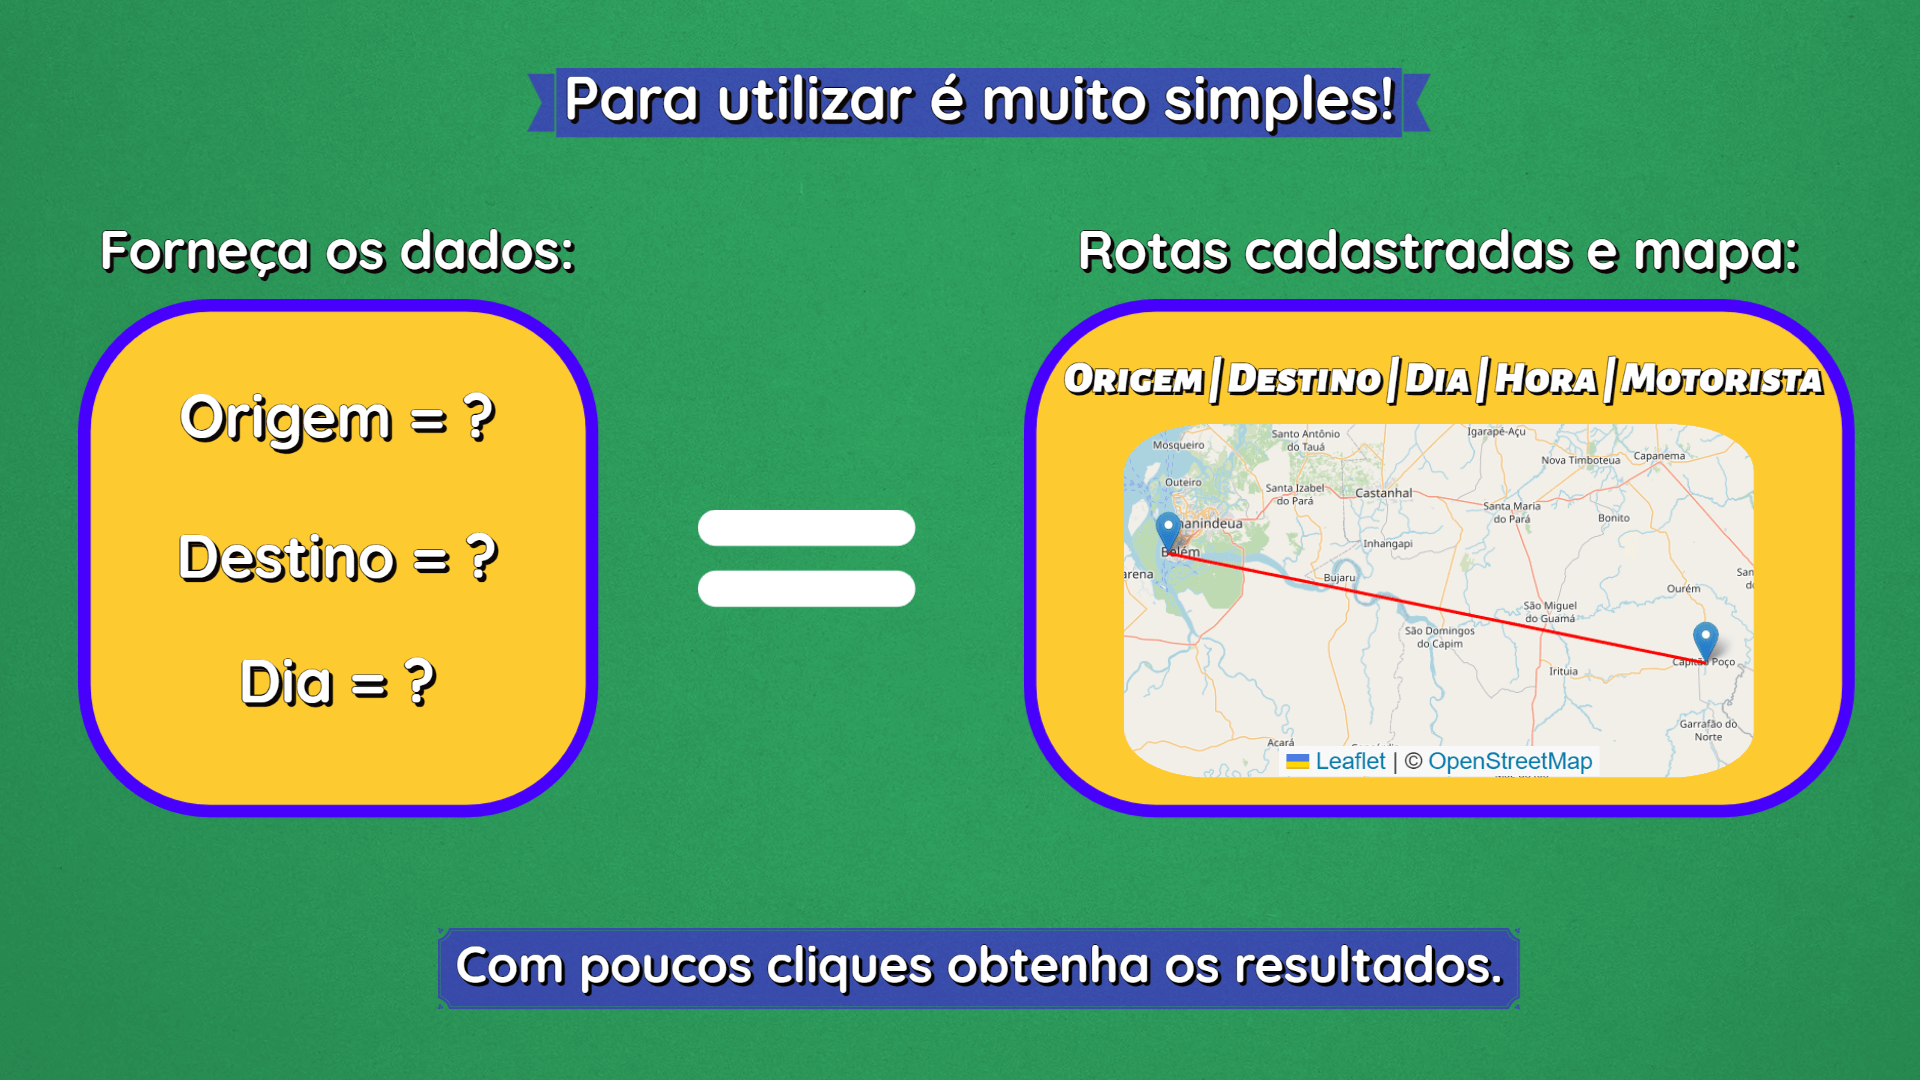 Para utilizar é muito simples!
Forneça os dados:
Origem = ?
Destino = ?
Dia = ?
Rotas cadastradas e mapa:
ORIGEM | DESTINO | DIA | HORA | MOTORISTA
Mosqueiro
Santo Antônio
do Tauá
Igarapé-Açu
Nova Timboteua
Capanema
Outeiro
Santa Izabel
do Pará
Castanhal
Santa Maria
do Pará
Bonito
nanindeua
Inhangapi
Belém
arena
Bujaru
Ourém
São Miguel
do Guamá
São Domingos
do Capim
Irituia
Capitão Poço
Garrafão do
Norte
Acará
Leaflet | © OpenStreetMap
Com poucos cliques obtenha os resultados.